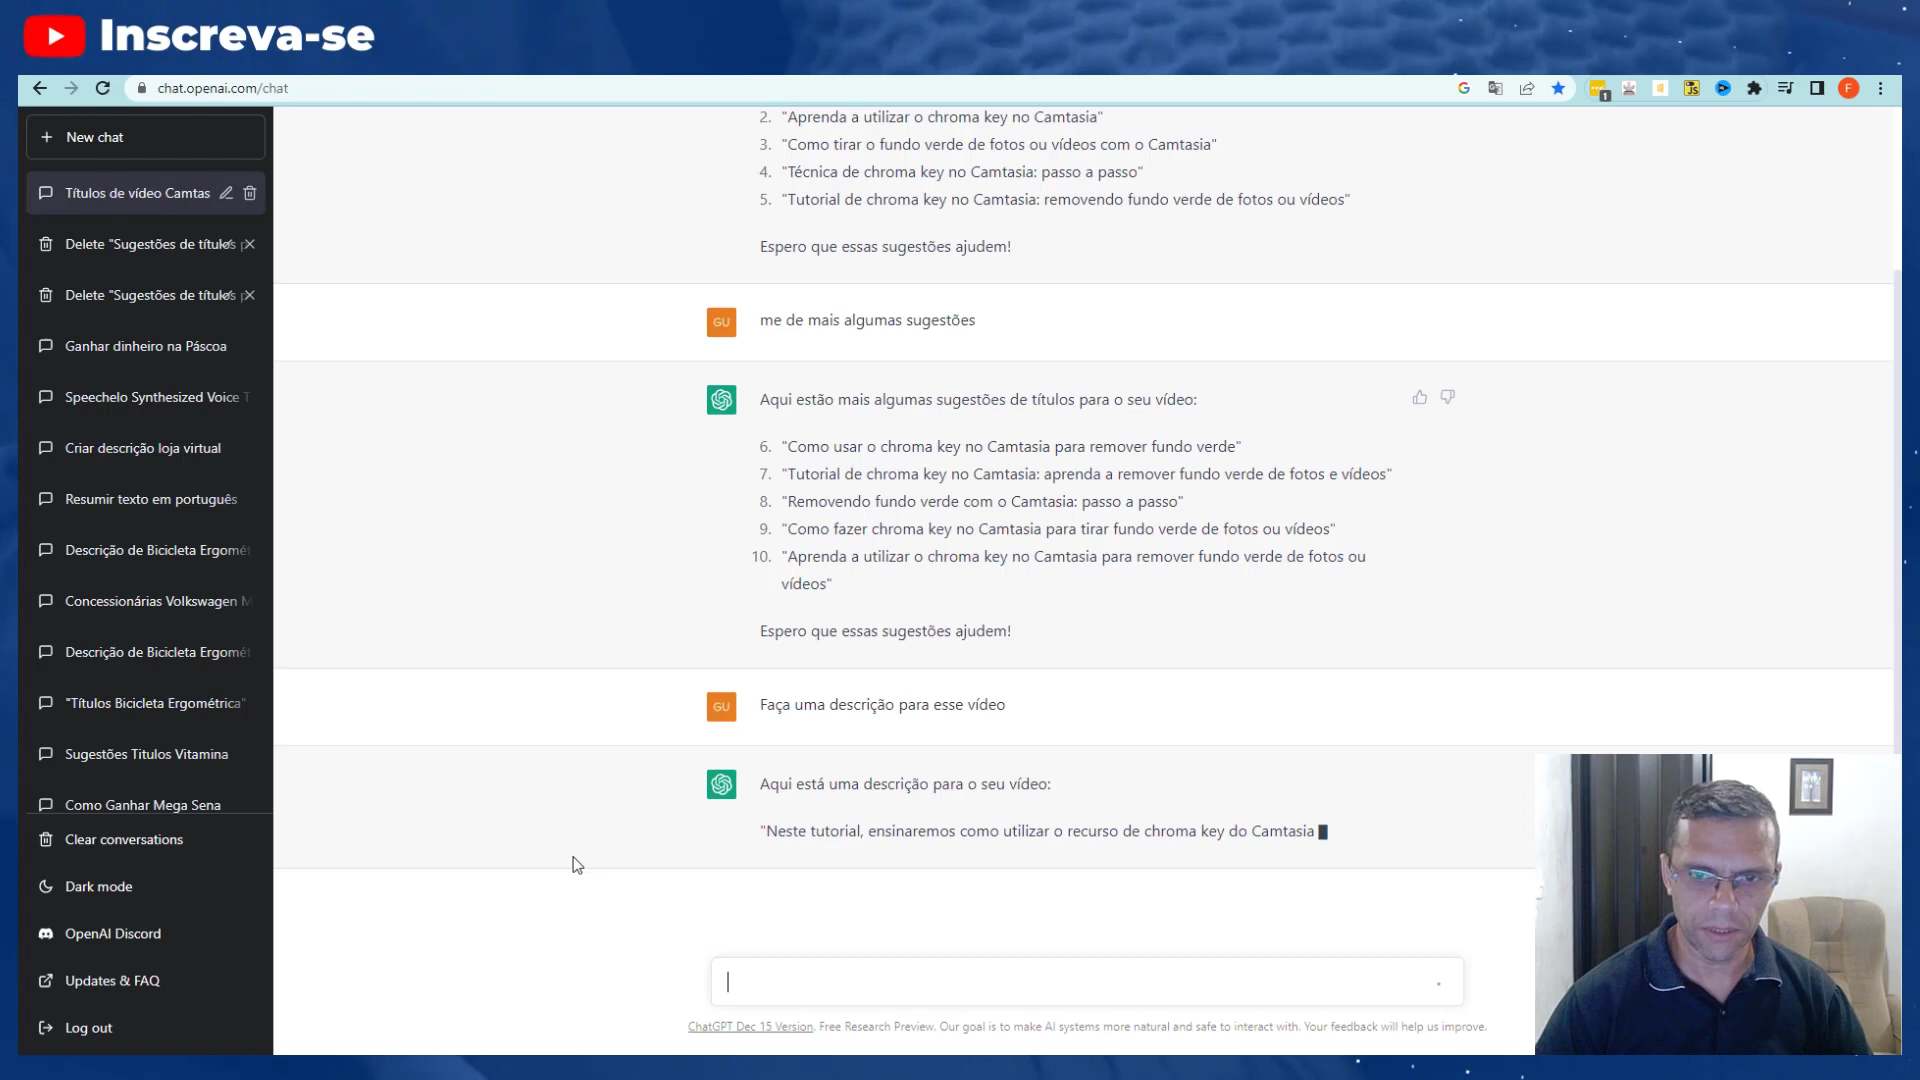 Inscreva-se
chat.openai.com/chat
1
JS
F
New chat
Títulos de vídeo Camtas
Delete "Sugestões de títulos p
Delete "Sugestões de títulos p
Ganhar dinheiro na Páscoa
Speechelo Synthesized Voice T
Criar descrição loja virtual
Resumir texto em português
Descrição de Bicicleta Ergomét
Concessionárias Volkswagen M
Descrição de Bicicleta Ergomét
"Títulos Bicicleta Ergométrica"
Sugestões Titulos Vitamina
Como Ganhar Mega Sena
Clear conversations
Dark mode
OpenAI Discord
Updates & FAQ
Log out
2. "Aprenda a utilizar o chroma key no Camtasia"
3. "Como tirar o fundo verde de fotos ou vídeos com o Camtasia"
4. "Técnica de chroma key no Camtasia: passo a passo"
5. "Tutorial de chroma key no Camtasia: removendo fundo verde de fotos ou vídeos"
Espero que essas sugestões ajudem!
GU me de mais algumas sugestões
Aqui estão mais algumas sugestões de títulos para o seu vídeo:
6. "Como usar o chroma key no Camtasia para remover fundo verde"
7. "Tutorial de chroma key no Camtasia: aprenda a remover fundo verde de fotos e vídeos"
8. "Removendo fundo verde com o Camtasia: passo a passo"
9. "Como fazer chroma key no Camtasia para tirar fundo verde de fotos ou vídeos"
10. "Aprenda a utilizar o chroma key no Camtasia para remover fundo verde de fotos ou
vídeos"
Espero que essas sugestões ajudem!
GU Faça uma descrição para esse vídeo
Aqui está uma descrição para o seu vídeo:
"Neste tutorial, ensinaremos como utilizar o recurso de chroma key do Camtasia
ChatGPT Dec 15 Version. Free Research Preview. Our goal is to make AI systems more natural and safe to interact with. Your feedback will help us improve.